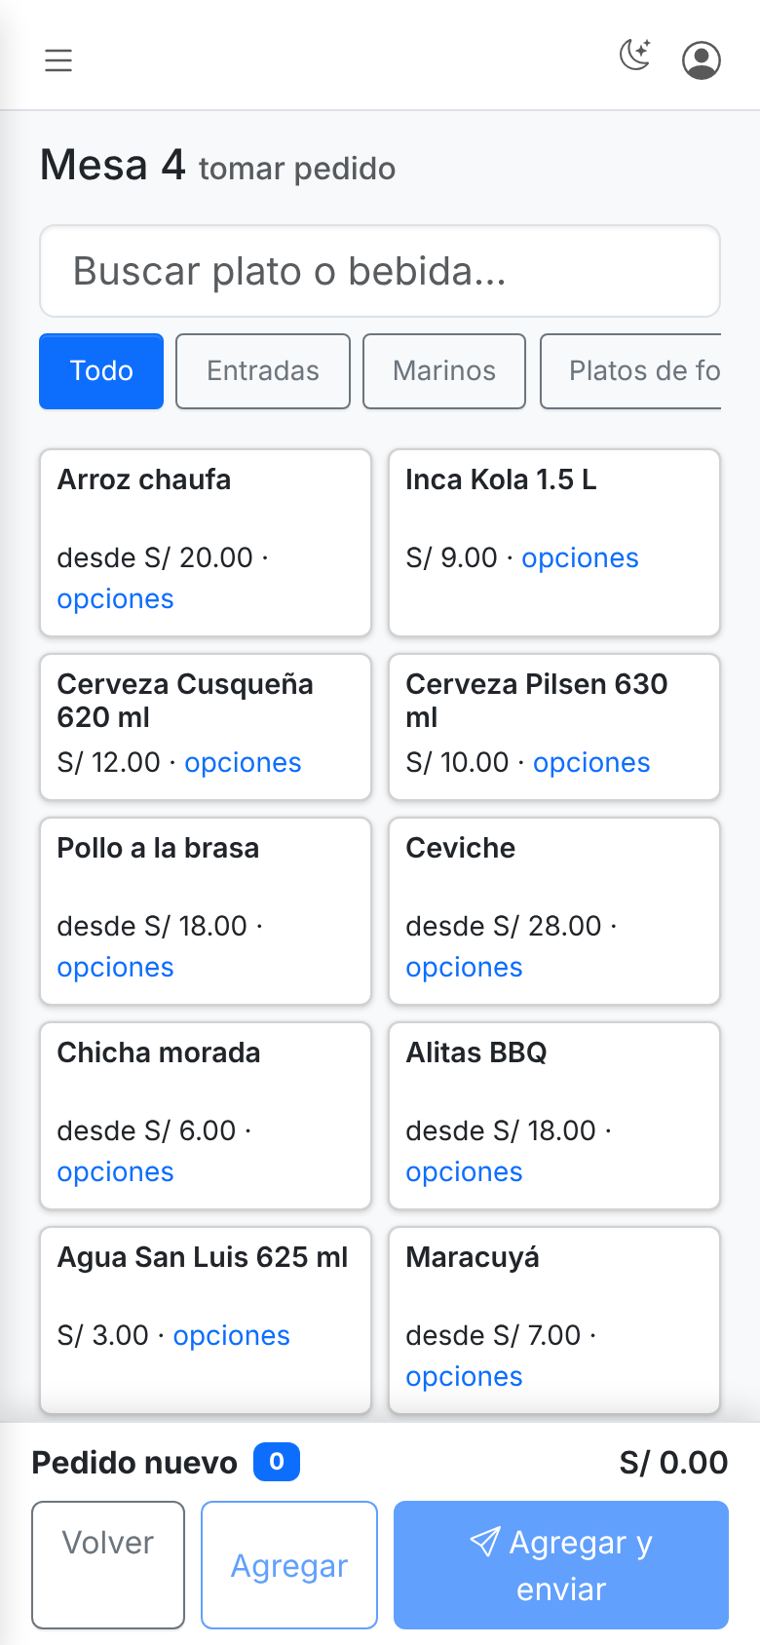 Mesa 4 tomar pedido
Buscar plato o bebida...
Todo
Entradas
Marinos
Platos de fo
Arroz chaufa
desde S/ 20.00 ·
opciones
Inca Kola 1.5 L
S/ 9.00 · opciones
Cerveza Cusqueña
620 ml
S/ 12.00 · opciones
Cerveza Pilsen 630
ml
S/ 10.00 · opciones
Pollo a la brasa
desde S/ 18.00 ·
opciones
Ceviche
desde S/ 28.00 ·
opciones
Chicha morada
desde S/ 6.00 ·
opciones
Alitas BBQ
desde S/ 18.00 ·
opciones
Agua San Luis 625 ml
S/ 3.00 · opciones
Maracuyá
desde S/ 7.00 ·
opciones
Pedido nuevo 0
S/ 0.00
Volver
Agregar
Agregar y
enviar